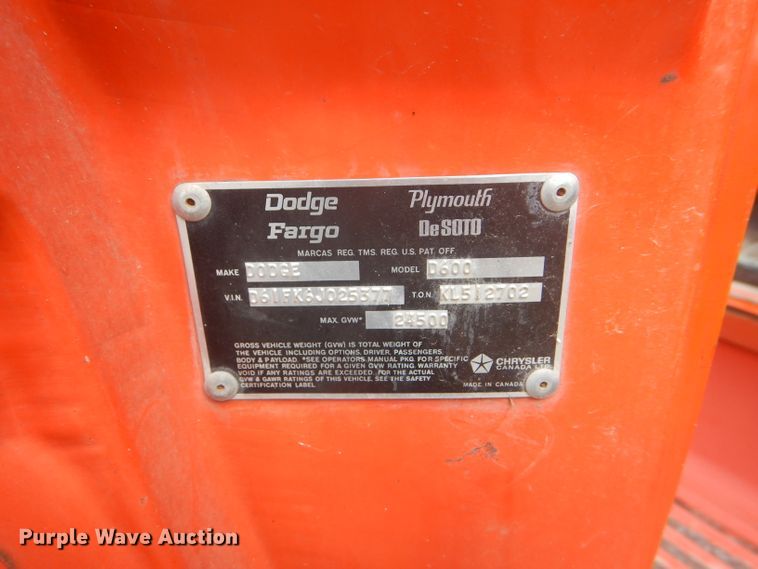 Dodge Plymouth
Fargo DeSOTO
MARCAS REG. TMS. REG. U.S. PAT. OFF.
MAKE DODGE MODEL D600
V.I.N. D61FK6J025377 T.O.N. KL512702
MAX. GVW* 24500
GROSS VEHICLE WEIGHT (GVW) IS TOTAL WEIGHT OF
THE VEHICLE INCLUDING OPTIONS, DRIVER, PASSENGERS,
BODY & PAYLOAD. *SEE OPERATORS MANUAL PKG. FOR SPECIFIC
EQUIPMENT REQUIRED FOR A GIVEN GVW RATING. WARRANTY
VOID IF ANY RATINGS ARE EXCEEDED. FOR THE ACTUAL
GVW & GAWR RATINGS OF THIS VEHICLE, SEE THE SAFETY
CERTIFICATION LABEL.
CHRYSLER
CANADA LTD.
MADE IN CANADA
Purple Wave Auction®